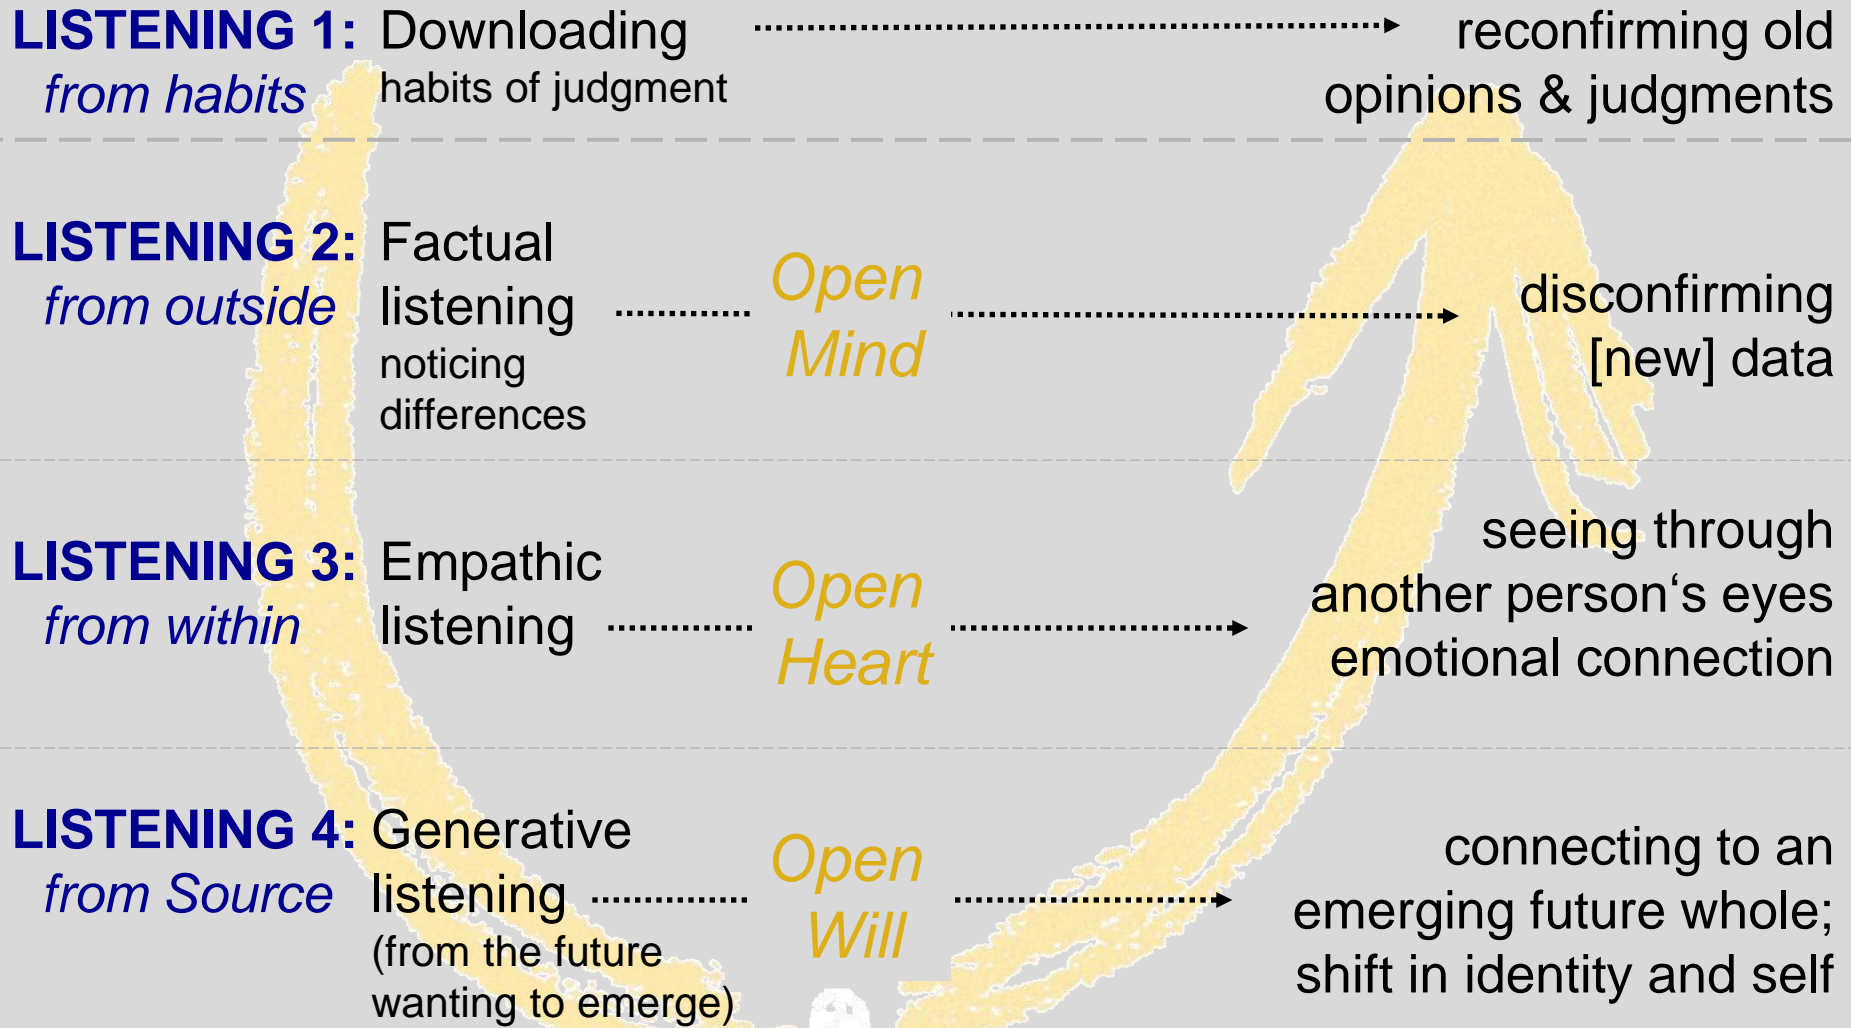 LISTENING 1: Downloading reconfirming old
from habits habits of judgment opinions & judgments
LISTENING 2: Factual
from outside listening
noticing
differences
Open
Mind
disconfirming
[new] data
LISTENING 3: Empathic
from within listening
Open
Heart
seeing through
another person‘s eyes
emotional connection
LISTENING 4: Generative
from Source listening
(from the future
wanting to emerge)
Open
Will
connecting to an
emerging future whole;
shift in identity and self